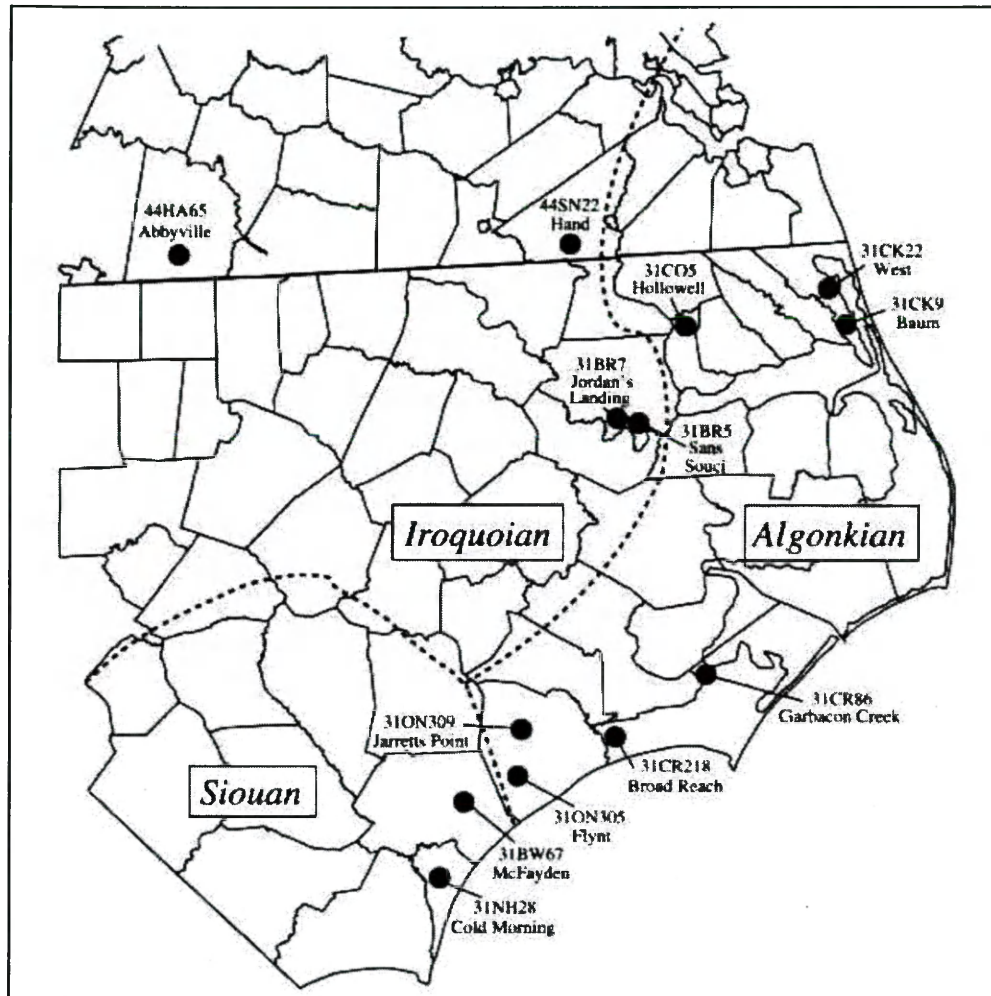 44HA65
Abbyville
44SN22
Hand
31CK22
West
31CO5
Hollowell
31CK9
Baum
31BR7
Jordan's
Landing
31BR5
Sans
Souci
Iroquoian
Algonkian
31CR86
Garbacon Creek
31ON309
Jarretts Point
31CR218
Broad Reach
Siouan
31ON305
Flynt
31BW67
McFayden
31NH28
Cold Morning